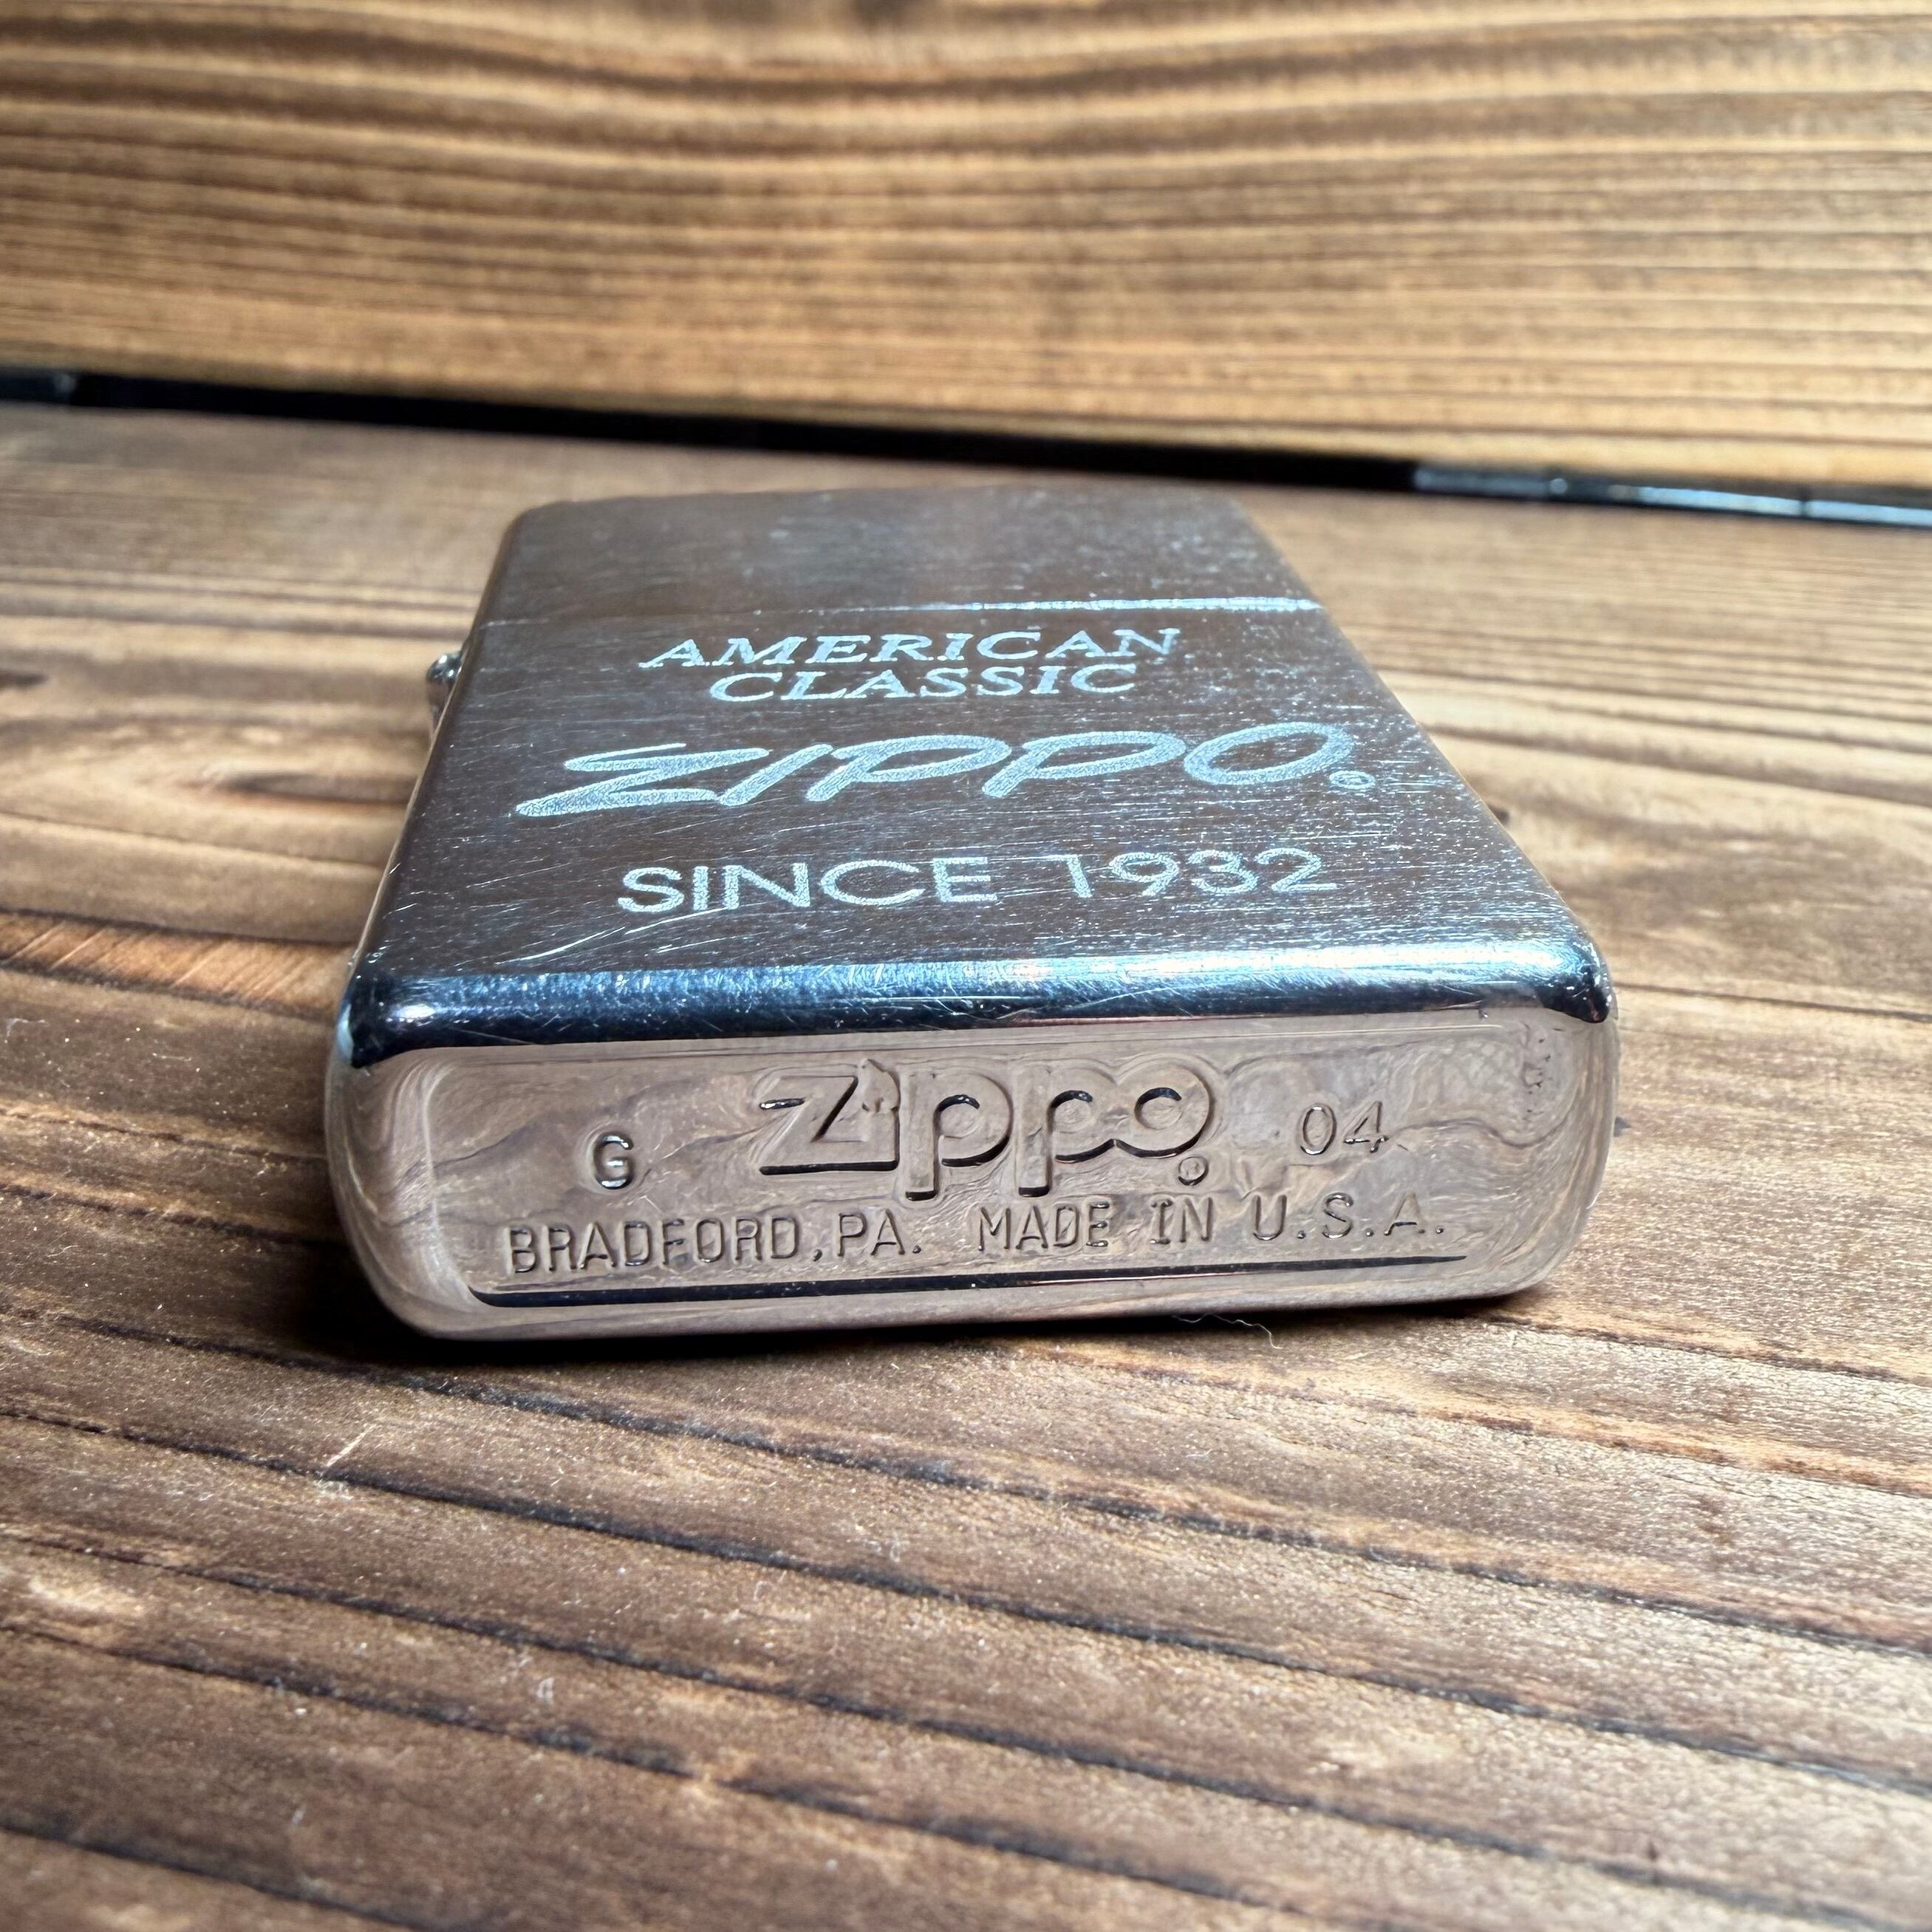 AMERICAN
CLASSIC
ZIPPO®
SINCE 1932
G Zippo® 04
BRADFORD,PA. MADE IN U.S.A.